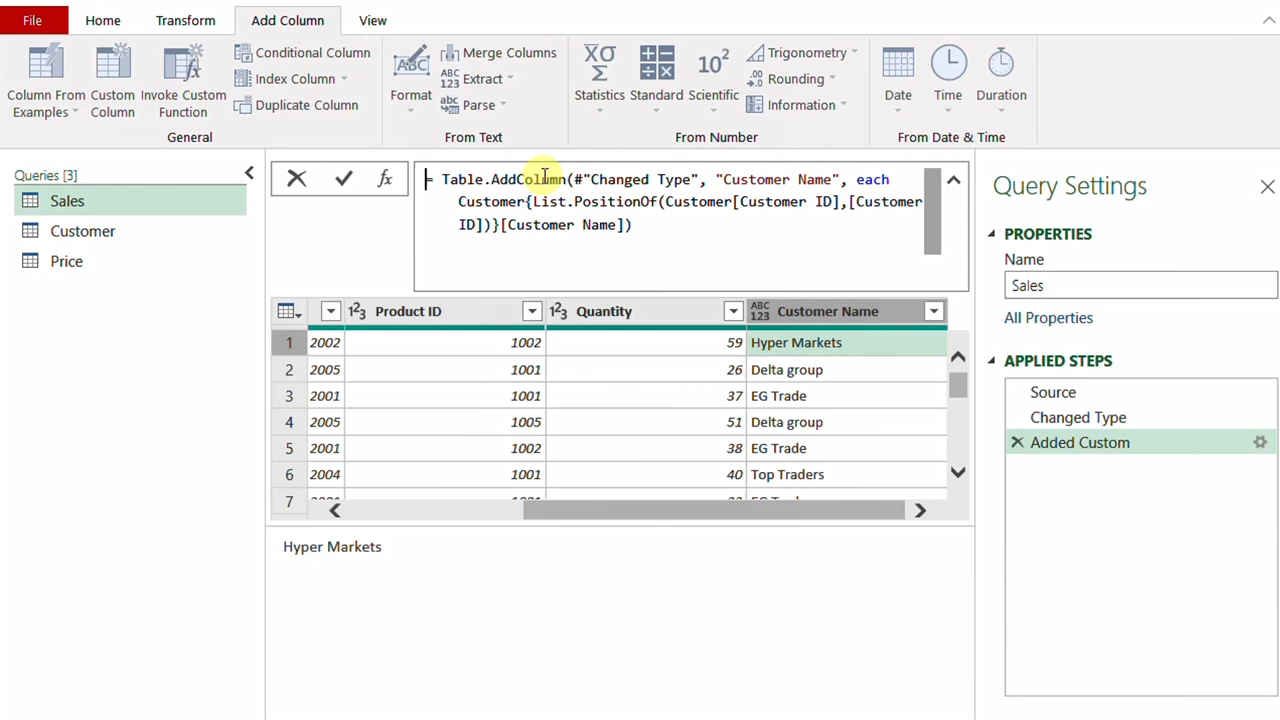 File Home Transform Add Column View
Column From Examples
Custom Column
Invoke Custom Function
Conditional Column
Index Column
Duplicate Column
General
Format
Merge Columns
Extract
Parse
From Text
Statistics
Standard
Scientific
Trigonometry
Rounding
Information
From Number
Date
Time
Duration
From Date & Time
Queries [3]
Sales
Customer
Price
= Table.AddColumn(#"Changed Type", "Customer Name", each
Customer{List.PositionOf(Customer[Customer ID],[Customer
ID])}[Customer Name])
Product ID Quantity Customer Name
1 2002 1002 59 Hyper Markets
2 2005 1001 26 Delta group
3 2001 1001 37 EG Trade
4 2005 1005 51 Delta group
5 2001 1002 38 EG Trade
6 2004 1001 40 Top Traders
7
Hyper Markets
Query Settings
PROPERTIES
Name
Sales
All Properties
APPLIED STEPS
Source
Changed Type
Added Custom